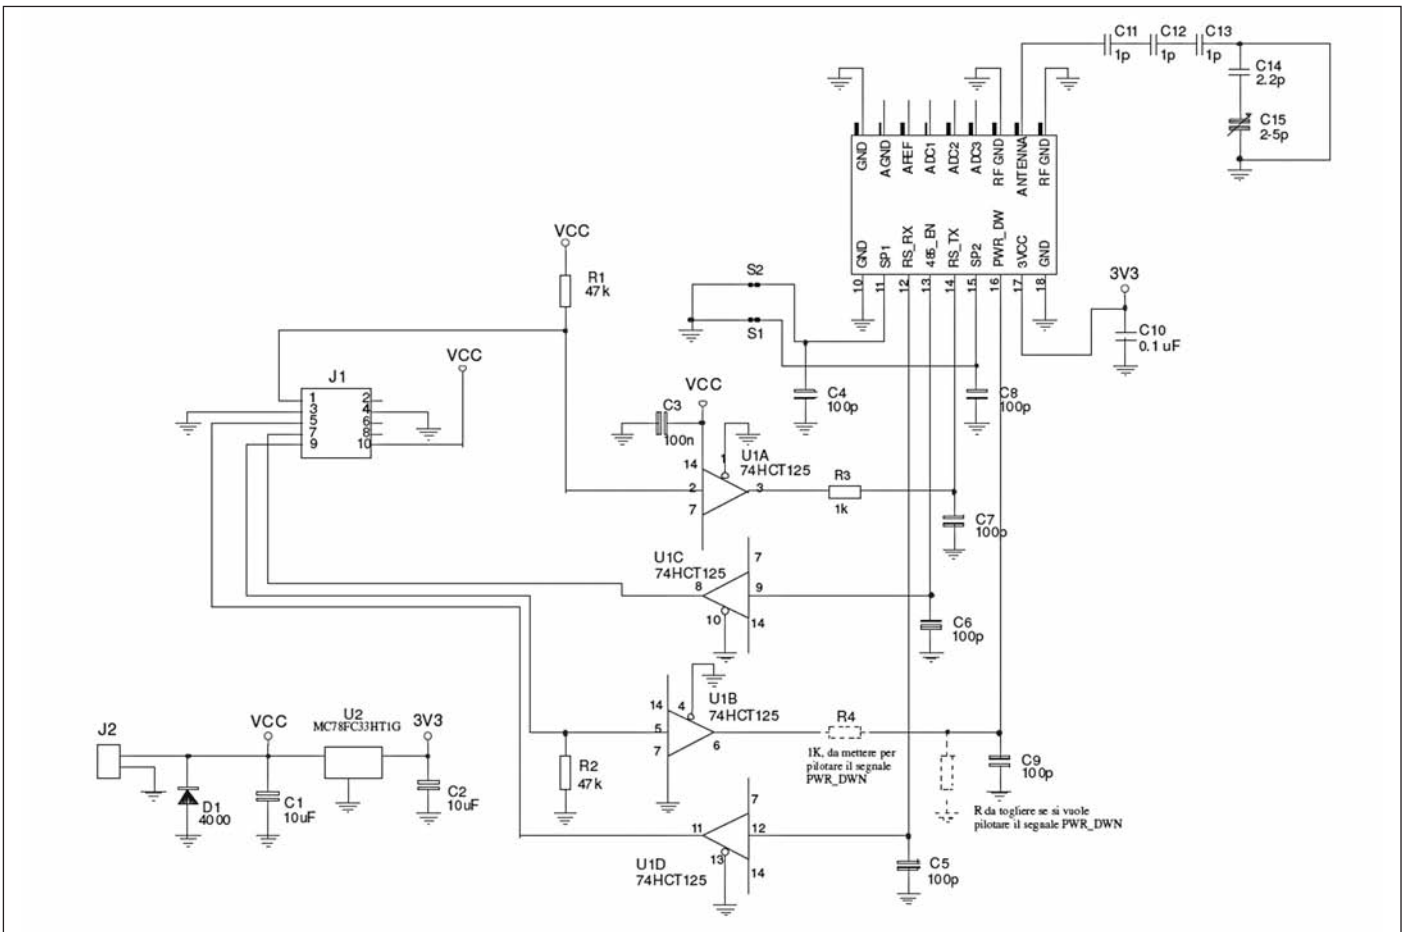 C11
C12
C13
1p
1p
1p
C14
2.2p
C15
2-5p
GND
AGND
AREF
ADC1
ADC2
ADC3
RF GND
ANTENNA
RF GND
GND
SP1
RS_RX
485_EN
RS_TX
SP2
PWR_DW
3VCC
GND
10
11
12
13
14
15
16
17
18
VCC
R1
47k
S2
S1
3V3
C10
0.1 uF
VCC
J1
1
2
3
4
5
6
7
8
9
10
VCC
C3
100n
C4
100p
C8
100p
14
1
U1A
74HCT125
2
3
7
R3
1k
C7
100p
U1C
74HCT125
7
8
9
10
14
C6
100p
14
4
U1B
74HCT125
5
6
7
R4
1K, da mettere per
pilotare il segnale
PWR_DWN
C9
100p
R da togliere se si vuole
pilotare il segnale PWR_DWN
R2
47k
J2
VCC
U2
MC78FC33HT1G
3V3
D1
4000
C1
10uF
C2
10uF
7
11
12
13
14
U1D
74HCT125
C5
100p